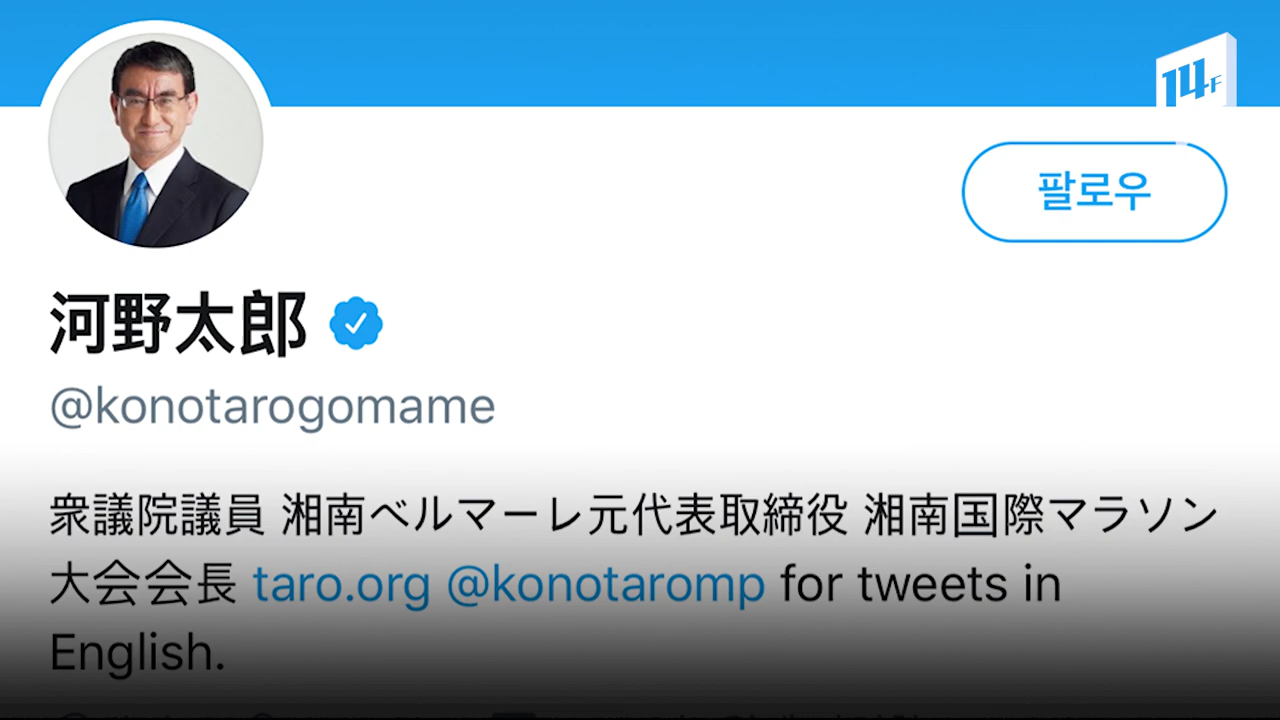 14F
팔로우
河野太郎
@konotarogomame
衆議院議員 湘南ベルマーレ元代表取締役 湘南国際マラソン
大会会長 taro.org @konotaromp for tweets in
English.